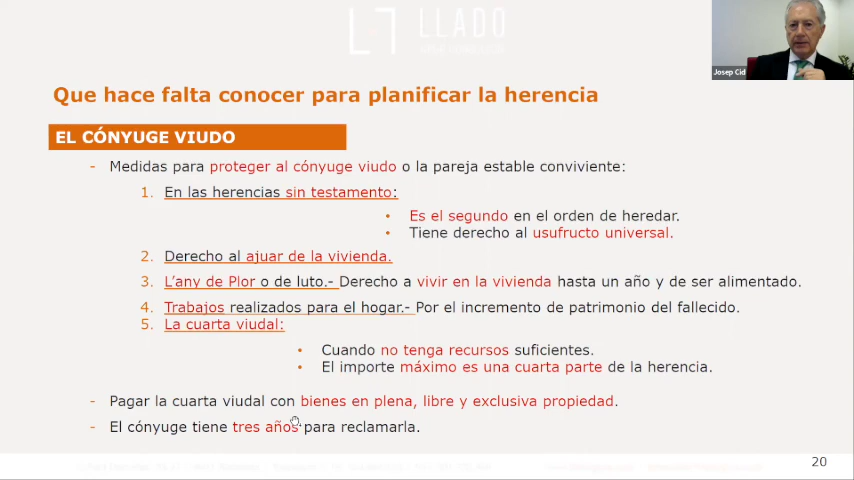 LLADO
Josep Cid
Que hace falta conocer para planificar la herencia
EL CÓNYUGE VIUDO
- Medidas para proteger al cónyuge viudo o la pareja estable conviviente:
1. En las herencias sin testamento:
• Es el segundo en el orden de heredar.
• Tiene derecho al usufructo universal.
2. Derecho al ajuar de la vivienda.
3. L'any de Plor o de luto.- Derecho a vivir en la vivienda hasta un año y de ser alimentado.
4. Trabajos realizados para el hogar.- Por el incremento de patrimonio del fallecido.
5. La cuarta viudal:
• Cuando no tenga recursos suficientes.
• El importe máximo es una cuarta parte de la herencia.
- Pagar la cuarta viudal con bienes en plena, libre y exclusiva propiedad.
- El cónyuge tiene tres años para reclamarla.
20